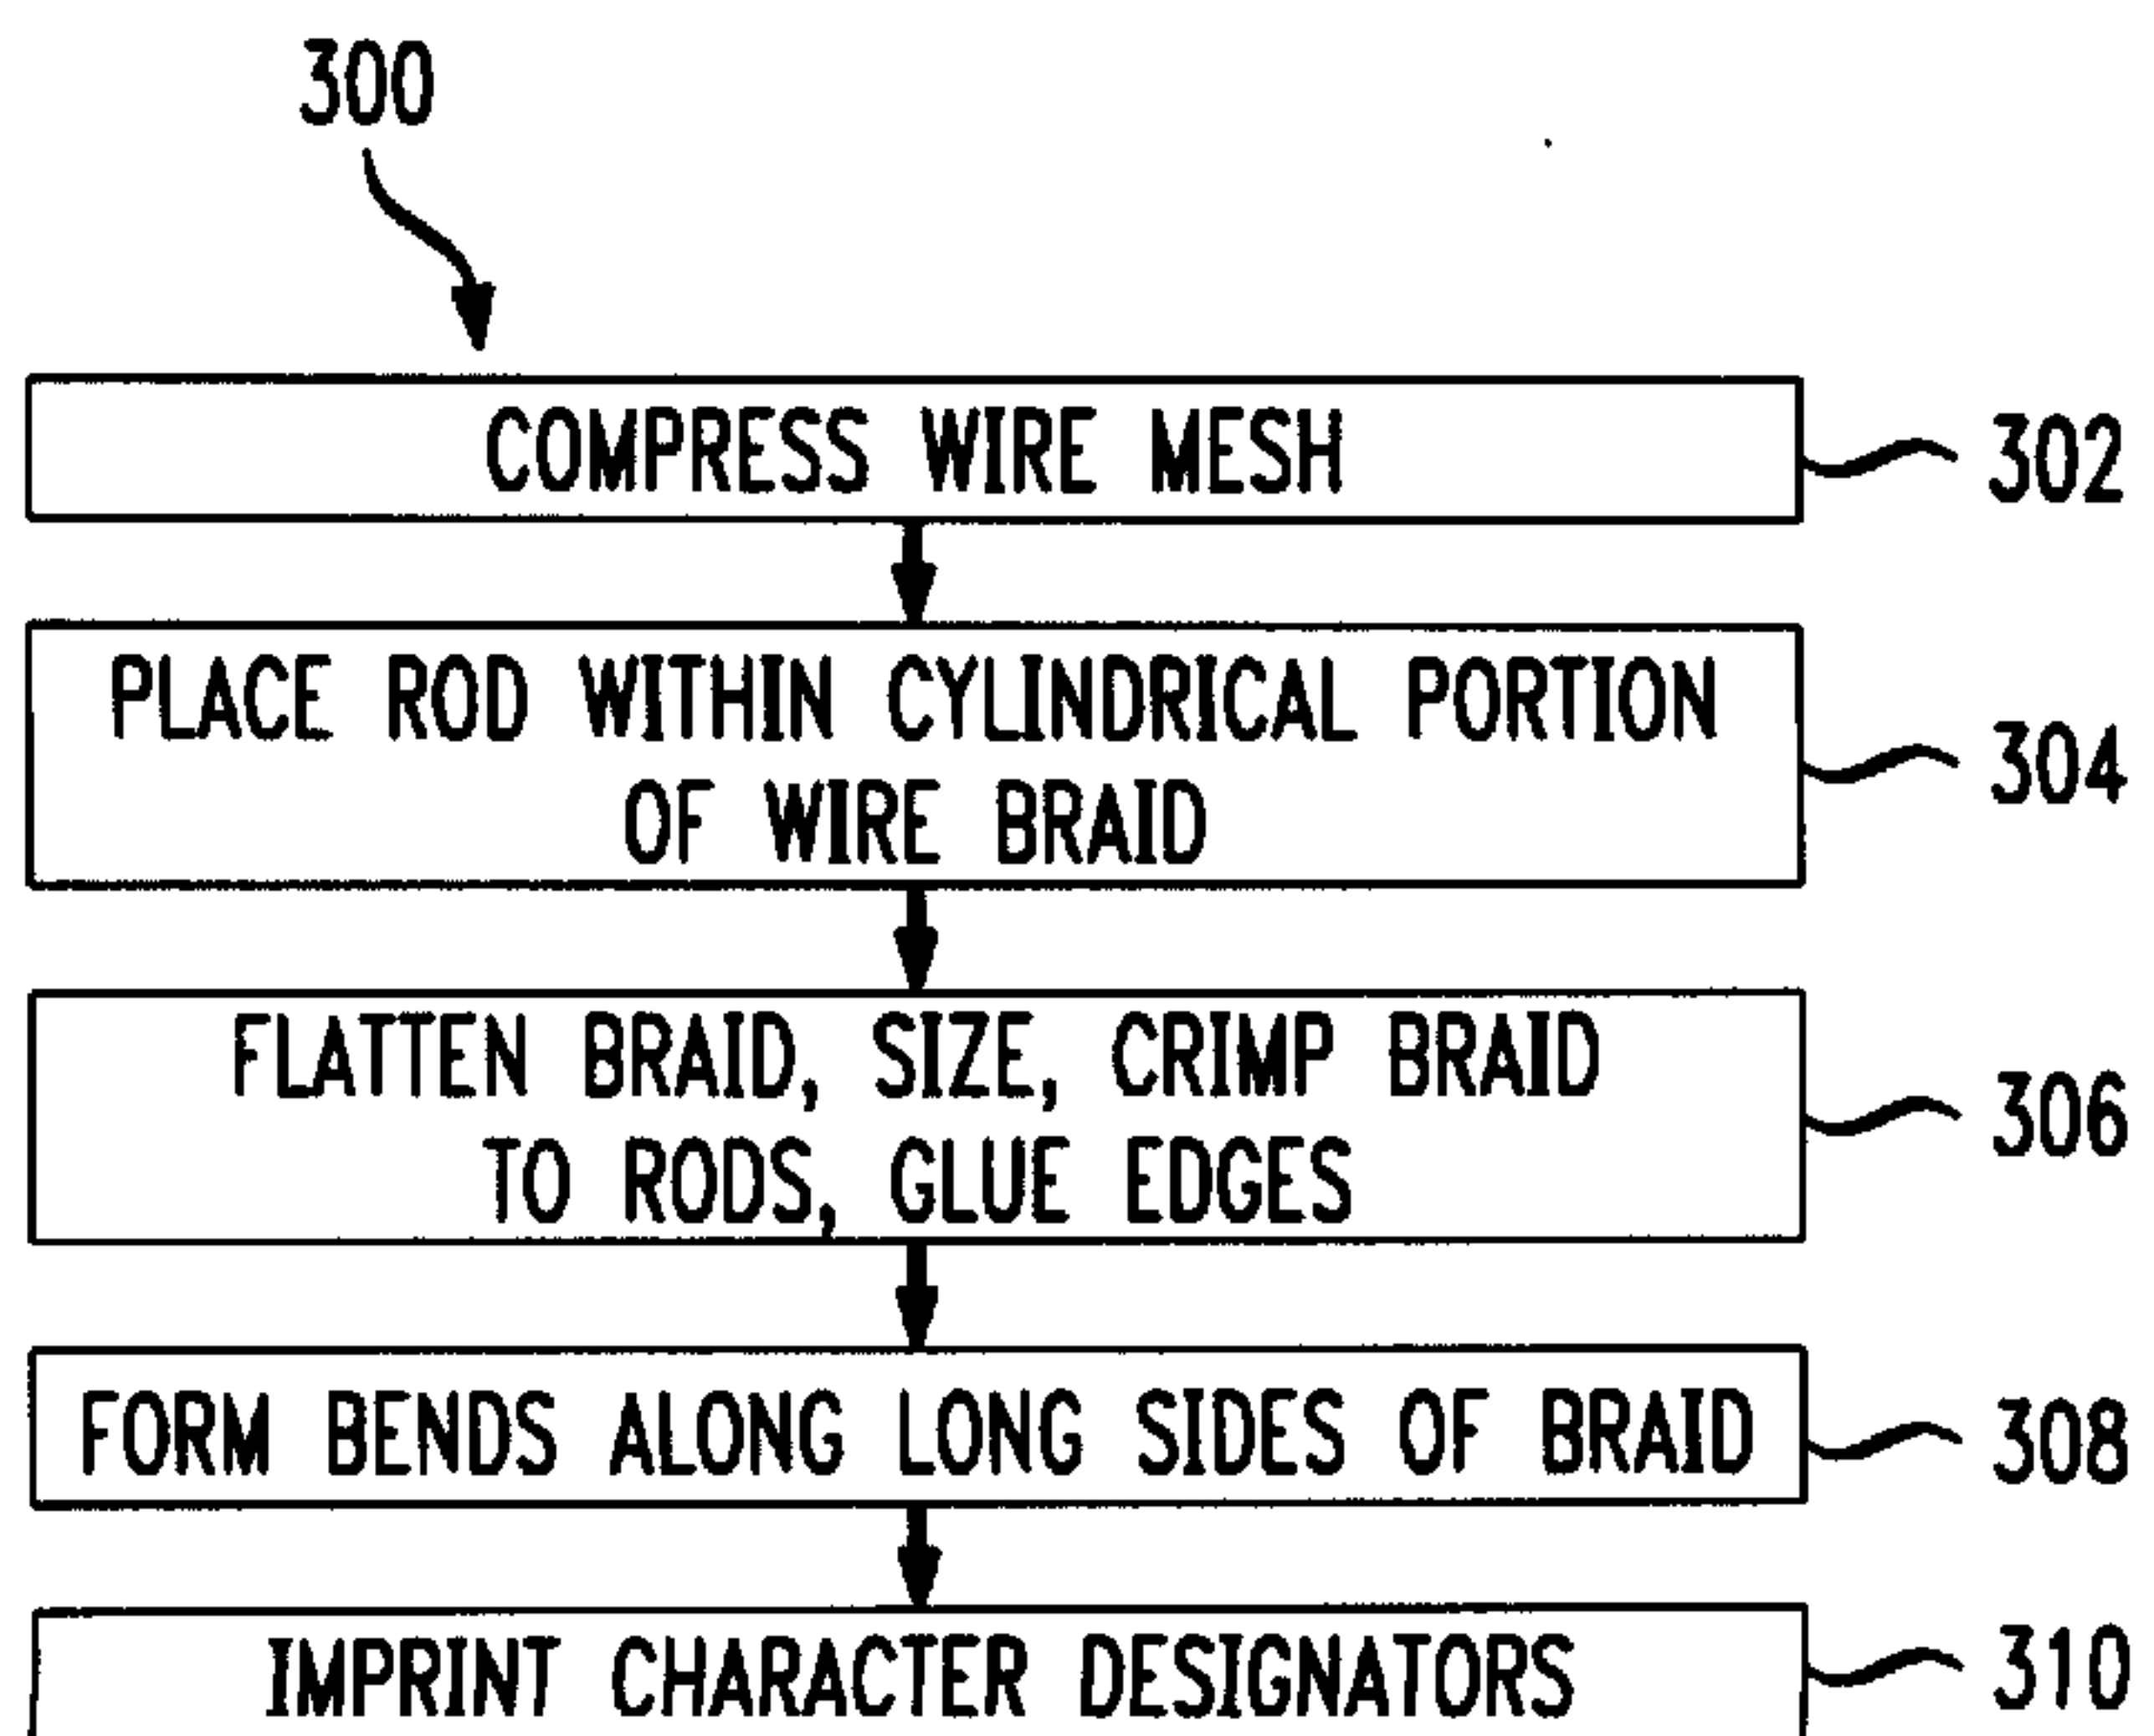 300
COMPRESS WIRE MESH
302
PLACE ROD WITHIN CYLINDRICAL PORTION
OF WIRE BRAID
304
FLATTEN BRAID, SIZE, CRIMP BRAID
TO RODS, GLUE EDGES
306
FORM BENDS ALONG LONG SIDES OF BRAID
308
IMPRINT CHARACTER DESIGNATORS
310